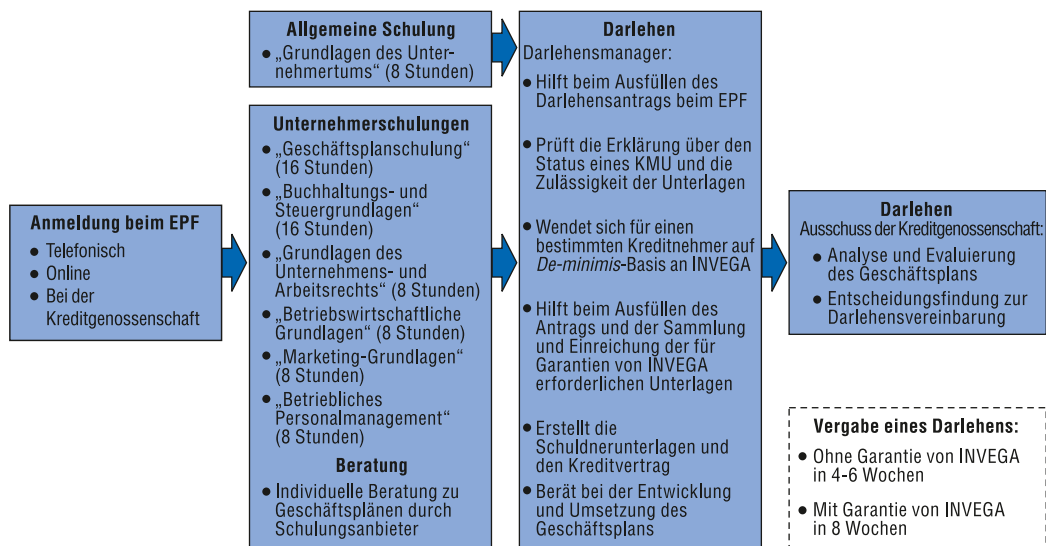 Anmeldung beim EPF
● Telefonisch
● Online
● Bei der
Kreditgenossenschaft
Allgemeine Schulung
● „Grundlagen des Unter-
nehmertums“ (8 Stunden)
Unternehmerschulungen
● „Geschäftsplanschulung“
(16 Stunden)
● „Buchhaltungs- und
Steuergrundlagen“
(16 Stunden)
● „Grundlagen des
Unternehmens- und
Arbeitsrechts“ (8 Stunden)
● „Betriebswirtschaftliche
Grundlagen“ (8 Stunden)
● „Marketing-Grundlagen“
(8 Stunden)
● „Betriebliches
Personalmanagement“
(8 Stunden)
Beratung
● Individuelle Beratung zu
Geschäftsplänen durch
Schulungsanbieter
Darlehen
Darlehensmanager:
● Hilft beim Ausfüllen des
Darlehensantrags beim EPF
● Prüft die Erklärung über den
Status eines KMU und die
Zulässigkeit der Unterlagen
● Wendet sich für einen
bestimmten Kreditnehmer auf
De-minimis-Basis an INVEGA
● Hilft beim Ausfüllen des
Antrags und der Sammlung
und Einreichung der für
Garantien von INVEGA
erforderlichen Unterlagen
● Erstellt die
Schuldnerunterlagen und
den Kreditvertrag
● Berät bei der Entwicklung
und Umsetzung des
Geschäftsplans
Darlehen
Ausschuss der Kreditgenossenschaft:
● Analyse und Evaluierung
des Geschäftsplans
● Entscheidungsfindung zur
Darlehensvereinbarung
Vergabe eines Darlehens:
● Ohne Garantie von INVEGA
in 4-6 Wochen
● Mit Garantie von INVEGA
in 8 Wochen